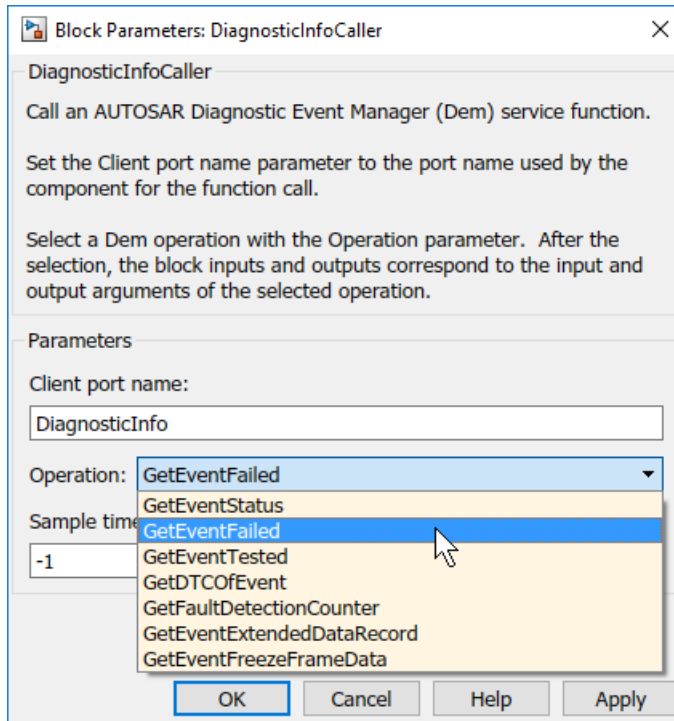 Block Parameters: DiagnosticInfoCaller
DiagnosticInfoCaller
Call an AUTOSAR Diagnostic Event Manager (Dem) service function.
Set the Client port name parameter to the port name used by the
component for the function call.
Select a Dem operation with the Operation parameter.  After the
selection, the block inputs and outputs correspond to the input and
output arguments of the selected operation.
Parameters
Client port name:
DiagnosticInfo
Operation: GetEventFailed
GetEventStatus
Sample time
GetEventFailed
-1
GetEventTested
GetDTCOfEvent
GetFaultDetectionCounter
GetEventExtendedDataRecord
GetEventFreezeFrameData
OK Cancel Help Apply